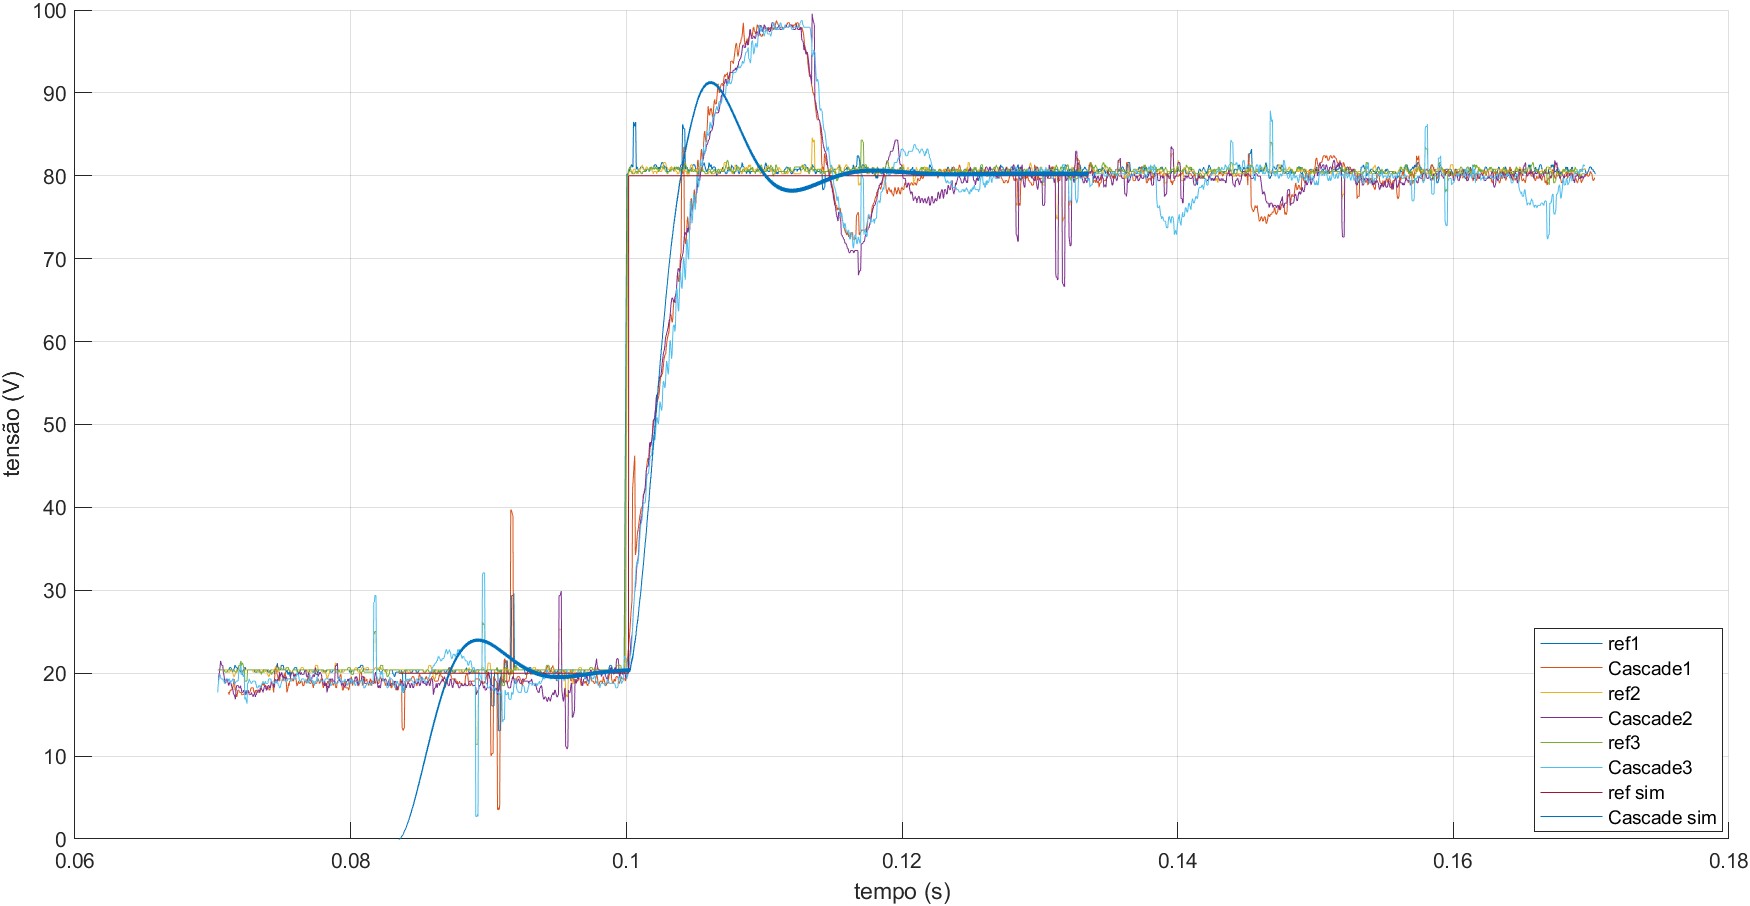 100
90
80
70
60
50
40
30
20
10
0
tensão (V)
0.06 0.08 0.1 0.12 0.14 0.16 0.18
tempo (s)
ref1
Cascade1
ref2
Cascade2
ref3
Cascade3
ref sim
Cascade sim